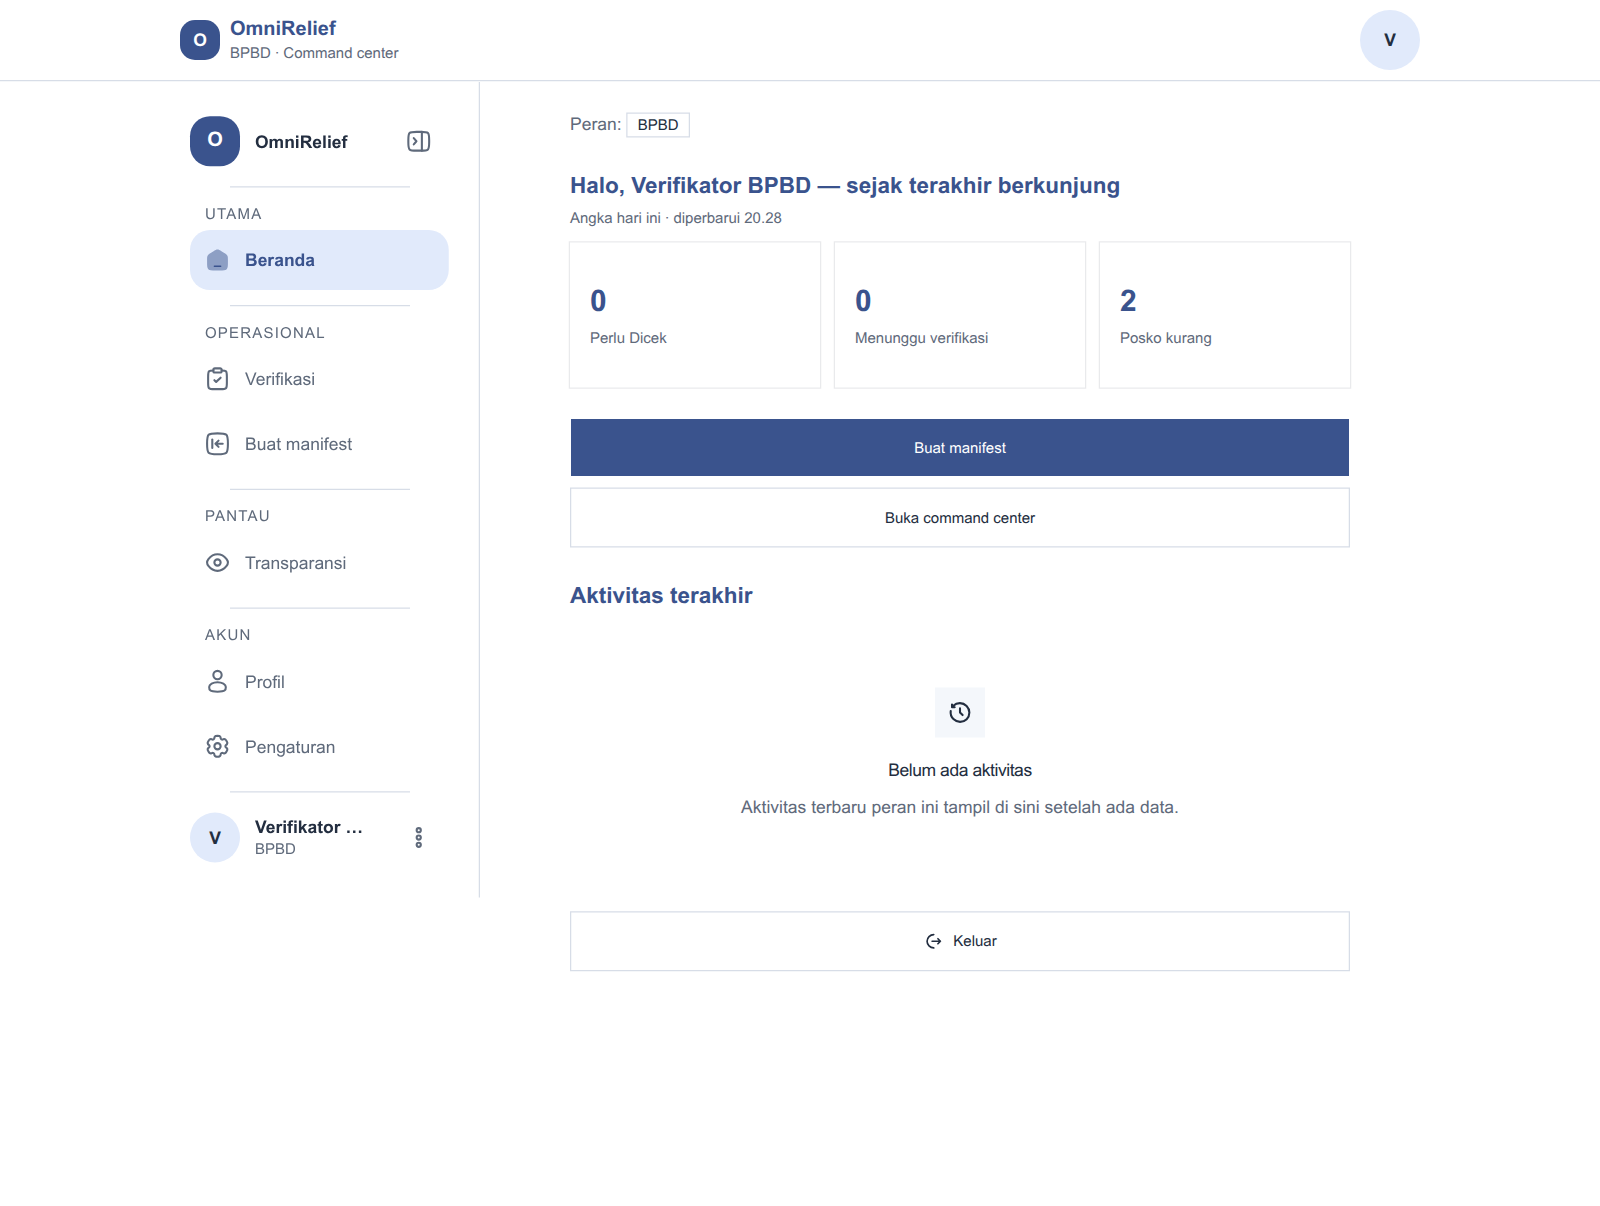 O
OmniRelief
BPBD · Command center
V
O
OmniRelief
UTAMA
Beranda
OPERASIONAL
Verifikasi
Buat manifest
PANTAU
Transparansi
AKUN
Profil
Pengaturan
V
Verifikator ...
BPBD
Peran: BPBD
Halo, Verifikator BPBD — sejak terakhir berkunjung
Angka hari ini · diperbarui 20.28
0
Perlu Dicek
0
Menunggu verifikasi
2
Posko kurang
Buat manifest
Buka command center
Aktivitas terakhir
Belum ada aktivitas
Aktivitas terbaru peran ini tampil di sini setelah ada data.
Keluar